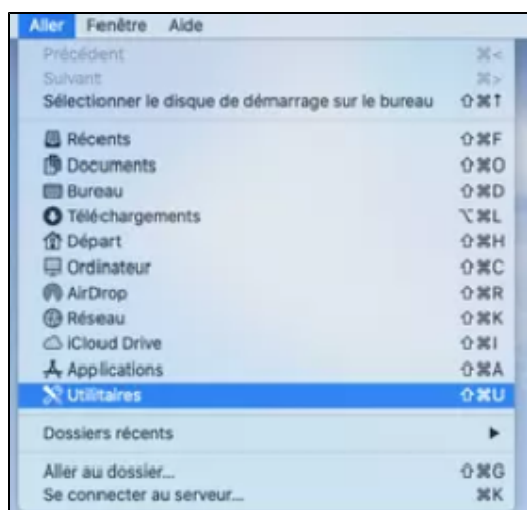 Aller Fenêtre Aide
Précédent ⌘<
Suivant ⌘>
Sélectionner le disque de démarrage sur le bureau ⇧⌘↑
Récents ⇧⌘F
Documents ⇧⌘O
Bureau ⇧⌘D
Téléchargements ⌥⌘L
Départ ⇧⌘H
Ordinateur ⇧⌘C
AirDrop ⇧⌘R
Réseau ⇧⌘K
iCloud Drive ⇧⌘I
Applications ⇧⌘A
Utilitaires ⇧⌘U
Dossiers récents ▶
Aller au dossier... ⇧⌘G
Se connecter au serveur... ⌘K